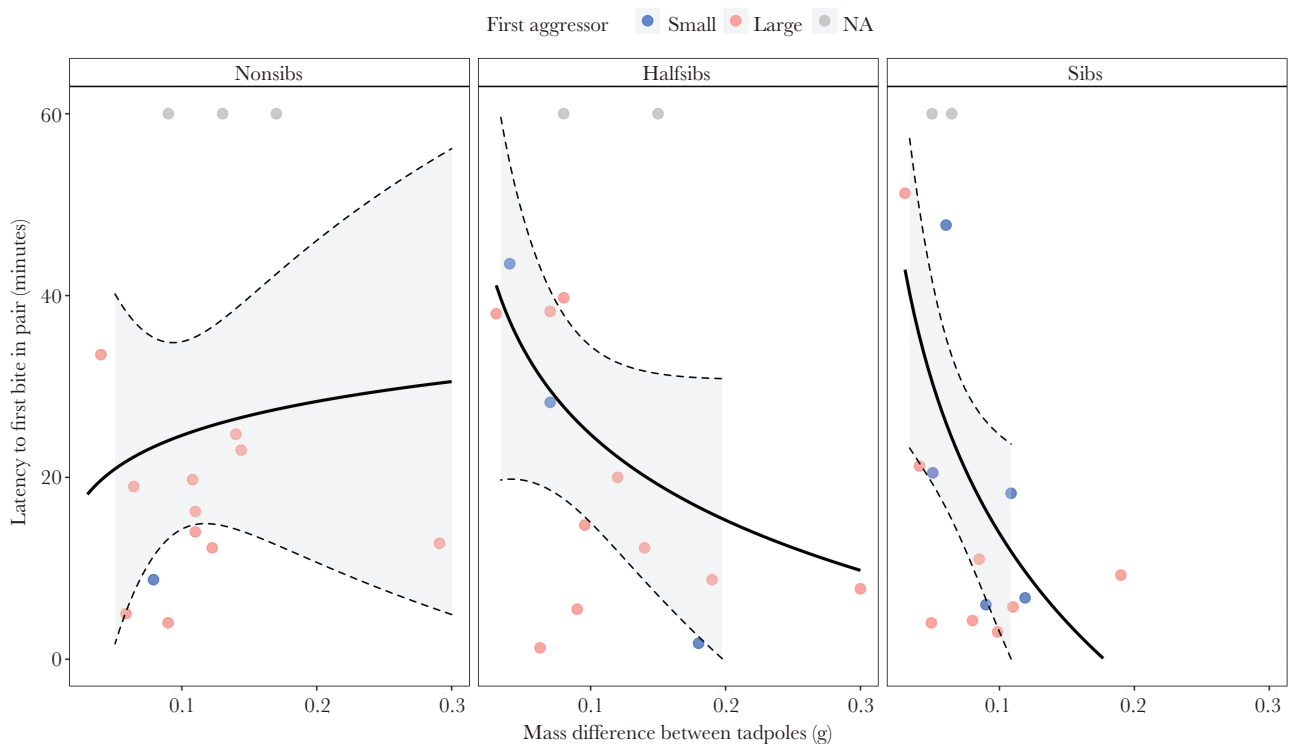 First aggressor Small Large NA
Nonsibs Halfsibs Sibs
Latency to first bite in pair (minutes)
60
40
20
0
0.1 0.2 0.3 0.1 0.2 0.3 0.1 0.2 0.3
Mass difference between tadpoles (g)